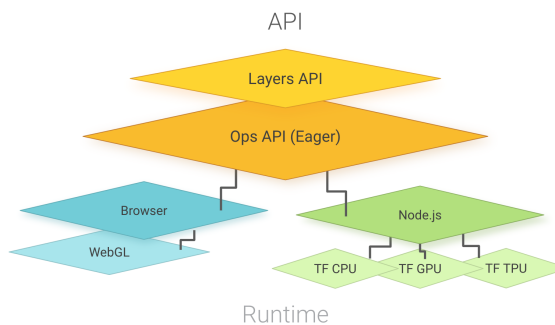 API
Layers API
Ops API (Eager)
Browser
Node.js
WebGL
TF CPU
TF GPU
TF TPU
Runtime